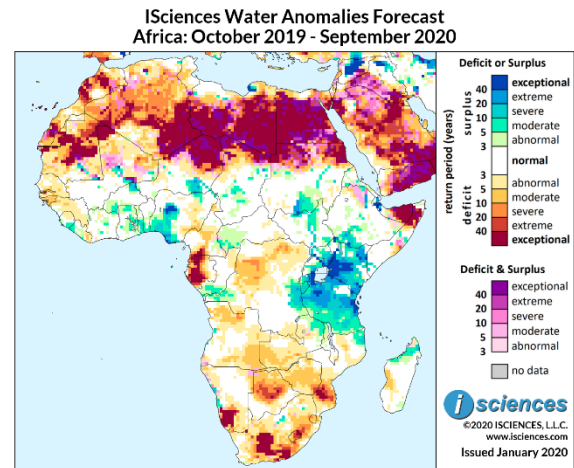 ISciences Water Anomalies Forecast
Africa: October 2019 - September 2020
Deficit or Surplus
exceptional
40
extreme
20
severe
10
moderate
5
abnormal
3
normal
3
abnormal
5
moderate
10
severe
20
extreme
40
exceptional
surplus
deficit
return period (years)
Deficit & Surplus
exceptional
40
extreme
20
severe
10
moderate
5
abnormal
3
no data
i sciences
©2020 ISCIENCES, L.L.C.
www.isciences.com
Issued January 2020